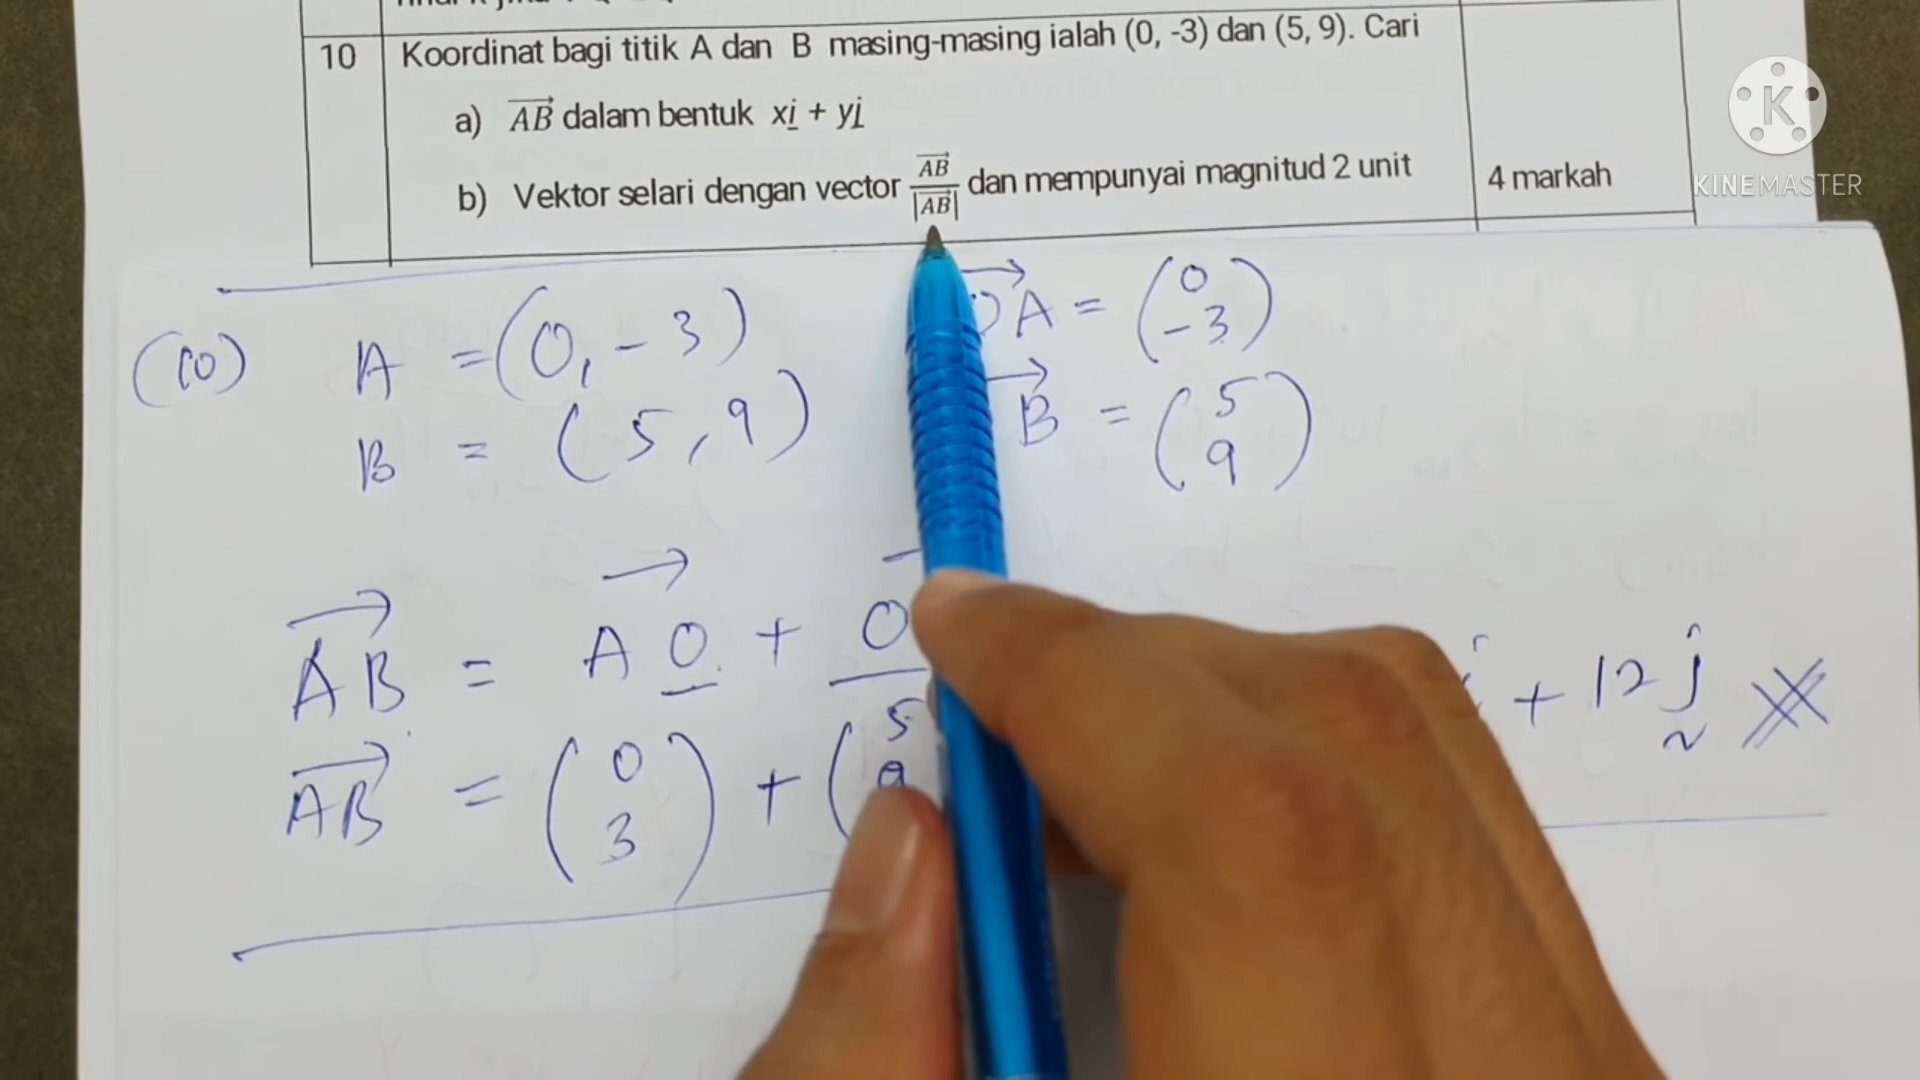 10 Koordinat bagi titik A dan B masing-masing ialah (0, -3) dan (5, 9). Cari
a) AB dalam bentuk xi + yj
b) Vektor selari dengan vector AB/|AB| dan mempunyai magnitud 2 unit
4 markah
KINEMASTER
(10) A = (0, -3) OA = (0 -3)
B = (5, 9) B = (5 9)
AB = AO + O i + 12j
AB = (0 3) + (5 9